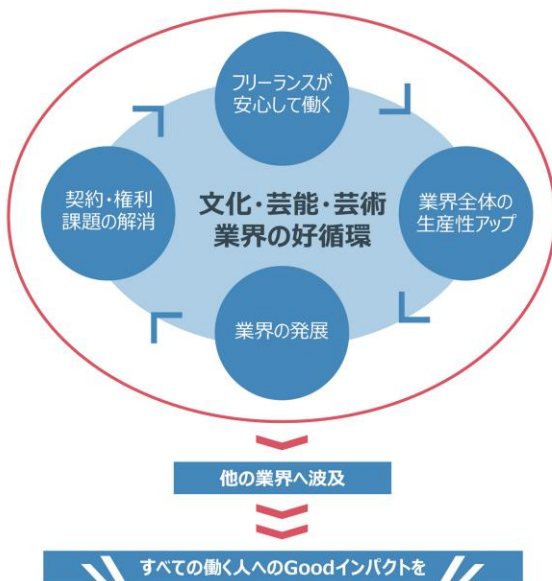 フリーランスが
安心して働く
契約・権利
課題の解消
文化・芸能・芸術
業界の好循環
業界全体の
生産性アップ
業界の発展
他の業界へ波及
すべての働く人へのGoodインパクトを